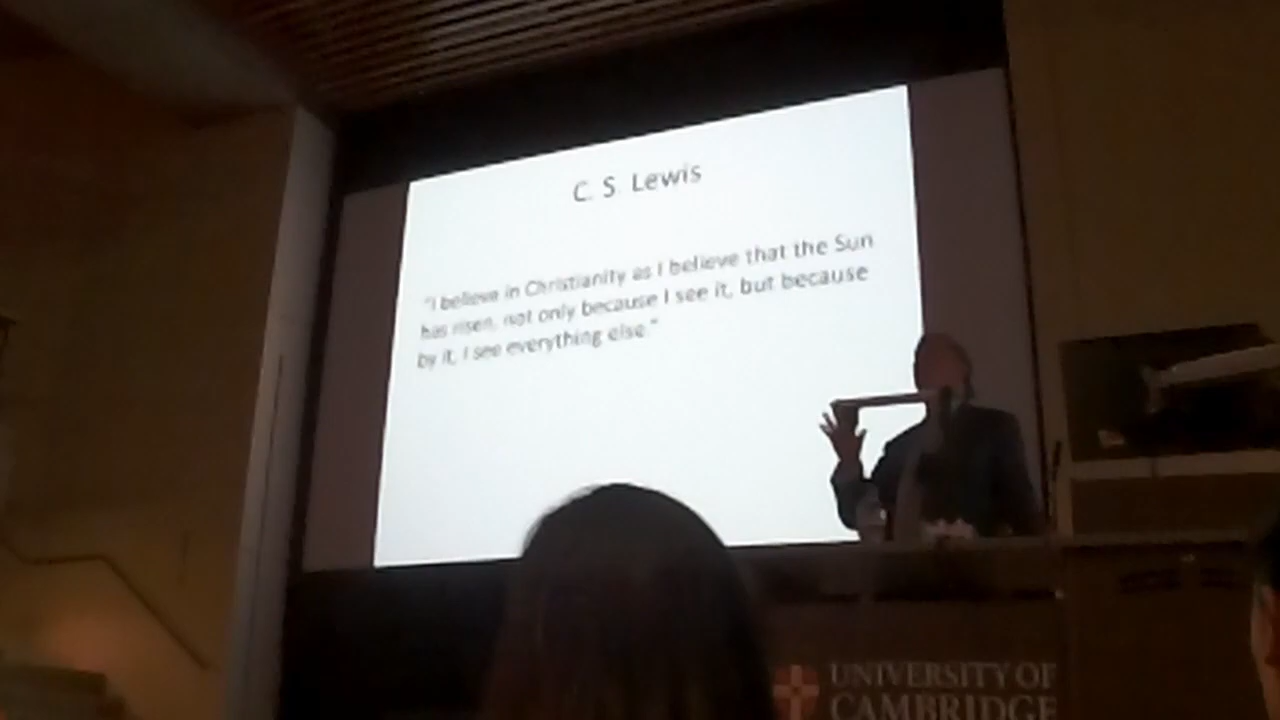 C. S. Lewis
"I believe in Christianity as I believe that the Sun
has risen, not only because I see it, but because
by it, I see everything else."
UNIVERSITY OF
CAMBRIDGE